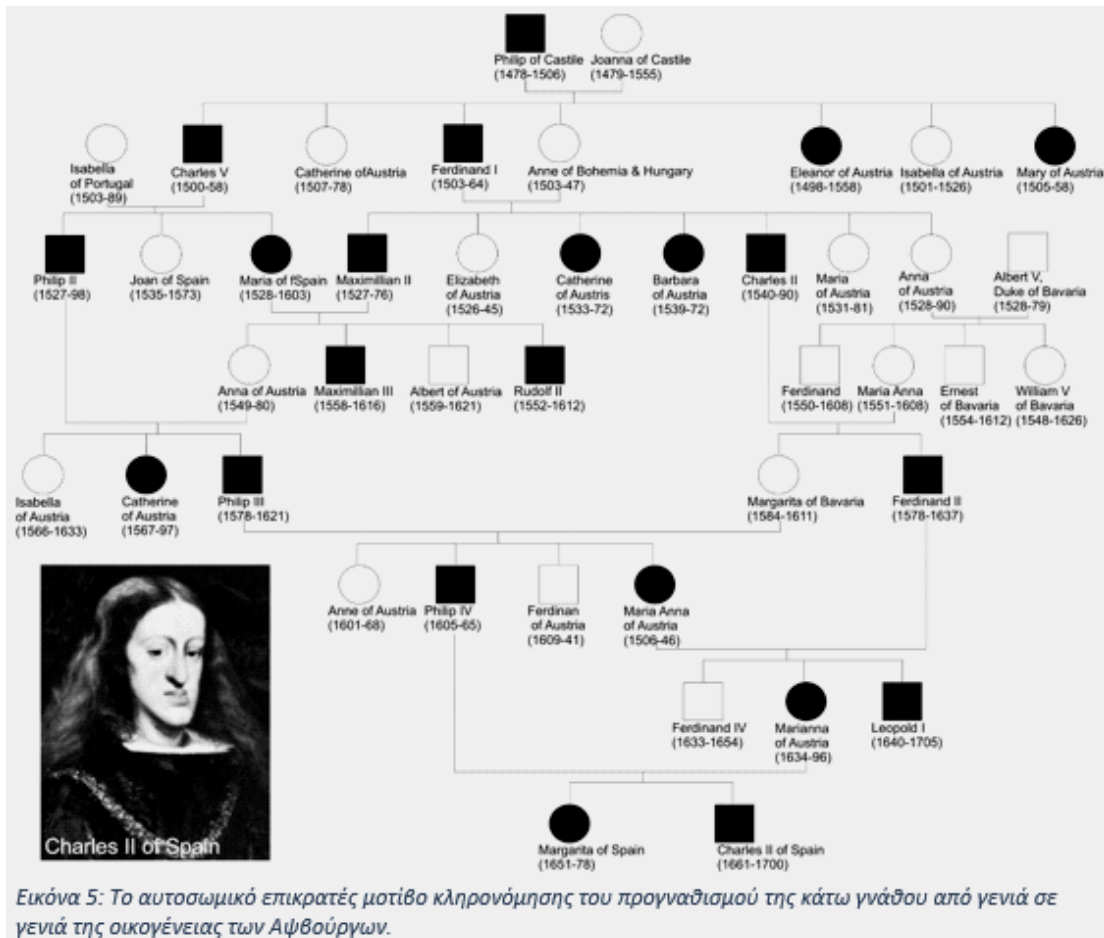 Philip of Castile Joanna of Castile
(1478-1506) (1479-1555)
Isabella Charles V Catherine ofAustria Ferdinand I Anne of Bohemia & Hungary Eleanor of Austria Isabella of Austria Mary of Austria
of Portugal (1500-58) (1507-78) (1503-64) (1503-47) (1498-1558) (1501-1526) (1505-58)
(1503-89)
Philip II Joan of Spain Maria of fSpain Maximillian II Elizabeth Catherine Barbara Charles II Maria Anna Albert V,
(1527-98) (1535-1573) (1528-1603) (1527-76) of Austria of Austris of Austria (1540-90) of Austria of Austria Duke of Bavaria
(1526-45) (1533-72) (1539-72) (1531-81) (1528-90) (1528-79)
Anna of Austria Maximillian III Albert of Austria Rudolf II Ferdinand Maria Anna Ernest William V
(1549-80) (1558-1616) (1559-1621) (1552-1612) (1550-1608) (1551-1608) of Bavaria of Bavaria
(1554-1612) (1548-1626)
Isabella Catherine Philip III Margarita of Bavaria Ferdinand II
of Austria of Austria (1578-1621) (1584-1611) (1578-1637)
(1566-1633) (1567-97)
Anne of Austria Philip IV Ferdinan Maria Anna
(1601-68) (1605-65) of Austria of Austria
(1609-41) (1506-46)
Ferdinand IV Marianna Leopold I
(1633-1654) of Austria (1640-1705)
(1634-96)
Margarita of Spain Charles II of Spain
(1651-78) (1661-1700)
Charles II of Spain
Εικόνα 5: Το αυτοσωμικό επικρατές μοτίβο κληρονόμησης του προγναθισμού της κάτω γνάθου από γενιά σε
γενιά της οικογένειας των Αψβούργων.